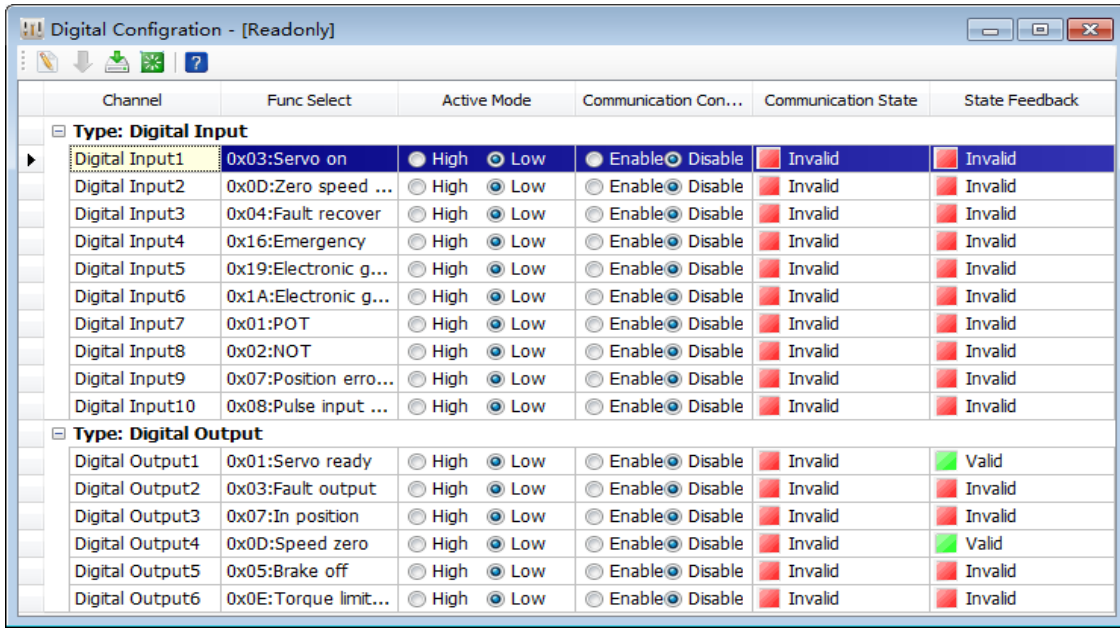 Digital Configration - [Readonly]
?
Channel Func Select Active Mode Communication Con... Communication State State Feedback
Type: Digital Input
Digital Input1 0x03:Servo on High Low Enable Disable Invalid Invalid
Digital Input2 0x0D:Zero speed ... High Low Enable Disable Invalid Invalid
Digital Input3 0x04:Fault recover High Low Enable Disable Invalid Invalid
Digital Input4 0x16:Emergency High Low Enable Disable Invalid Invalid
Digital Input5 0x19:Electronic g... High Low Enable Disable Invalid Invalid
Digital Input6 0x1A:Electronic g... High Low Enable Disable Invalid Invalid
Digital Input7 0x01:POT High Low Enable Disable Invalid Invalid
Digital Input8 0x02:NOT High Low Enable Disable Invalid Invalid
Digital Input9 0x07:Position erro... High Low Enable Disable Invalid Invalid
Digital Input10 0x08:Pulse input ... High Low Enable Disable Invalid Invalid
Type: Digital Output
Digital Output1 0x01:Servo ready High Low Enable Disable Invalid Valid
Digital Output2 0x03:Fault output High Low Enable Disable Invalid Invalid
Digital Output3 0x07:In position High Low Enable Disable Invalid Invalid
Digital Output4 0x0D:Speed zero High Low Enable Disable Invalid Valid
Digital Output5 0x05:Brake off High Low Enable Disable Invalid Invalid
Digital Output6 0x0E:Torque limit... High Low Enable Disable Invalid Invalid